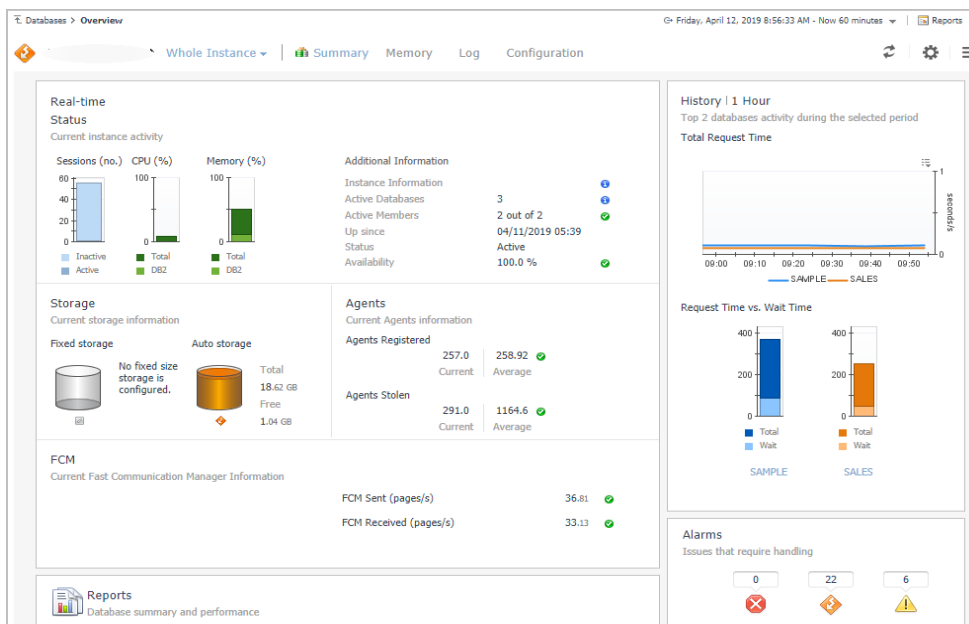 Databases > Overview
Friday, April 12, 2019 8:56:33 AM - Now 60 minutes
Reports
Whole Instance
Summary
Memory
Log
Configuration
Real-time
Status
Current instance activity
Sessions (no.)
CPU (%)
Memory (%)
60
40
20
0
Inactive
Active
100
0
Total
DB2
100
0
Total
DB2
Additional Information
Instance Information
Active Databases 3
Active Members 2 out of 2
Up since 04/11/2019 05:39
Status Active
Availability 100.0 %
Storage
Current storage information
Fixed storage
No fixed size
storage is
configured.
Auto storage
Total
18.62 GB
Free
1.04 GB
Agents
Current Agents information
Agents Registered
257.0 258.92
Current Average
Agents Stolen
291.0 1164.6
Current Average
FCM
Current Fast Communication Manager Information
FCM Sent (pages/s) 36.81
FCM Received (pages/s) 33.13
Reports
Database summary and performance
History | 1 Hour
Top 2 databases activity during the selected period
Total Request Time
1
0
seconds/s
09:00 09:10 09:20 09:30 09:40 09:50
SAMPLE SALES
Request Time vs. Wait Time
400
200
0
Total
Wait
SAMPLE
400
200
0
Total
Wait
SALES
Alarms
Issues that require handling
0 22 6